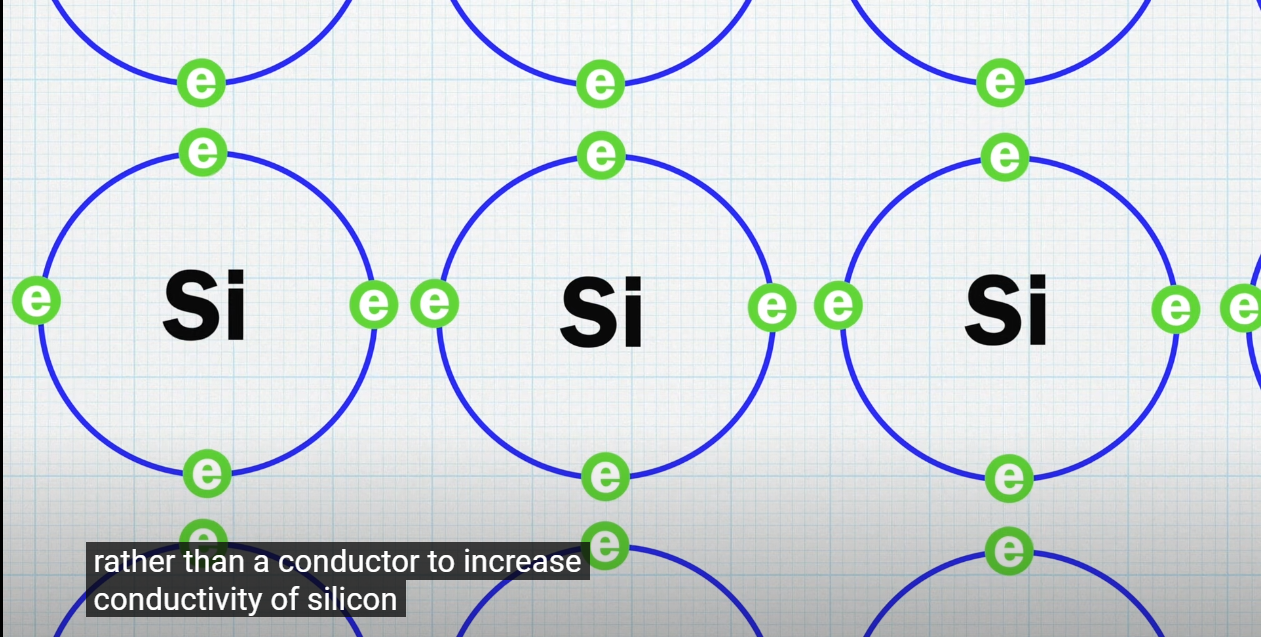 e e e
e e e
Si Si Si
e e e e e e e
e e e
e e e
rather than a conductor to increase
conductivity of silicon